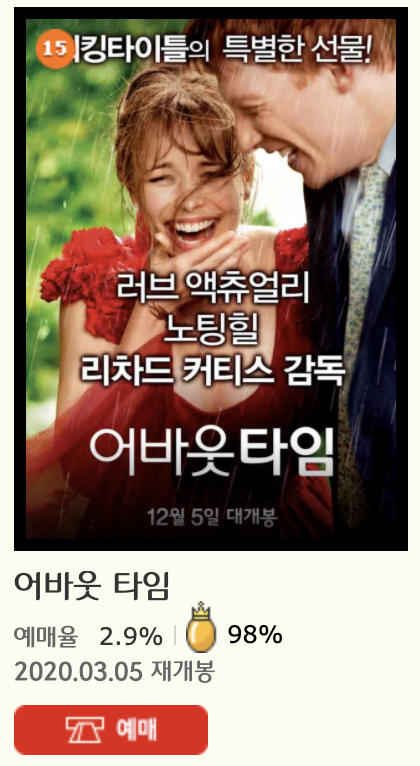 15 킹타이틀의 특별한 선물!
러브 액츄얼리
노팅힐
리차드 커티스 감독
어바웃타임
12월 5일 대개봉
어바웃 타임
예매율 2.9% 98%
2020.03.05 재개봉
예매